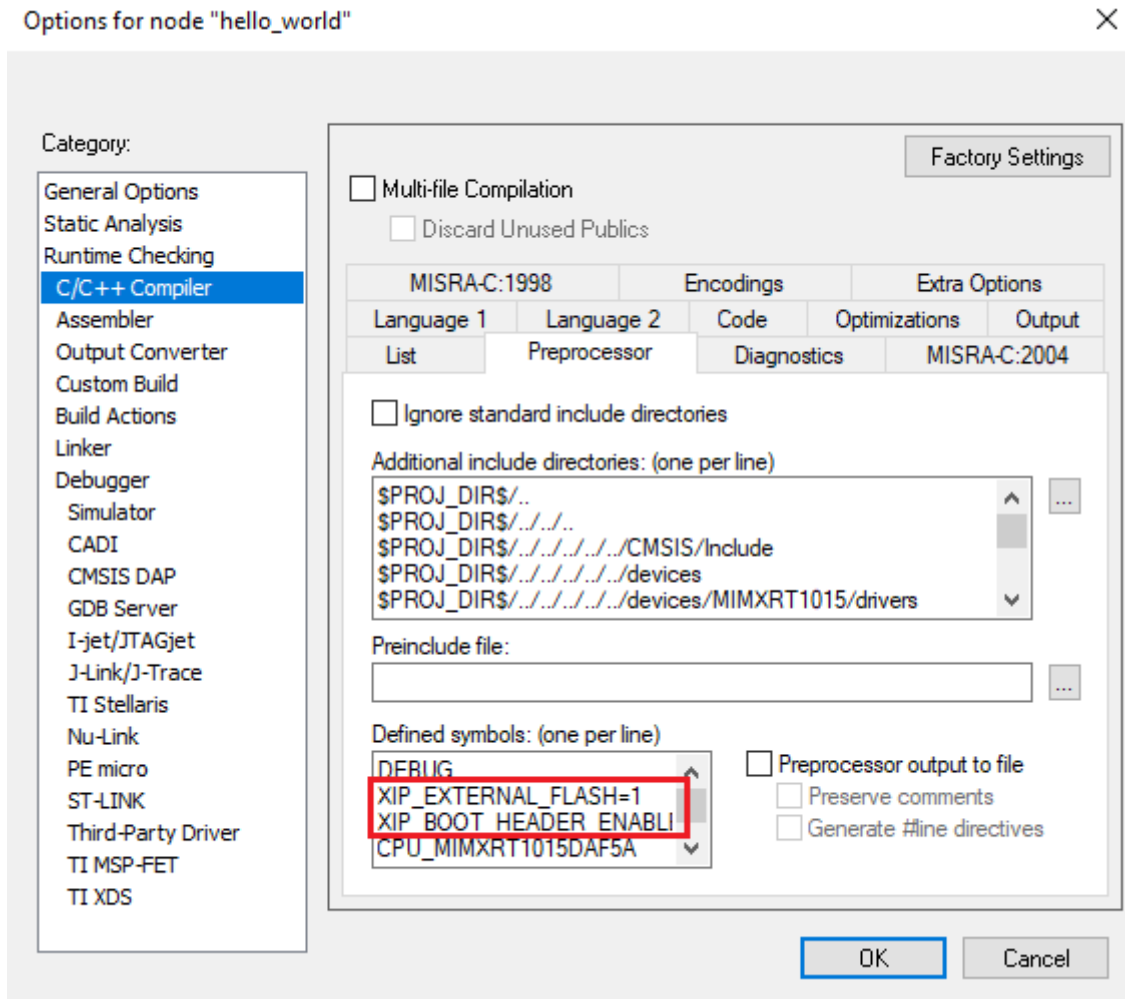 Options for node "hello_world"
Category:
General Options
Static Analysis
Runtime Checking
C/C++ Compiler
Assembler
Output Converter
Custom Build
Build Actions
Linker
Debugger
Simulator
CADI
CMSIS DAP
GDB Server
I-jet/JTAGjet
J-Link/J-Trace
TI Stellaris
Nu-Link
PE micro
ST-LINK
Third-Party Driver
TI MSP-FET
TI XDS
Factory Settings
Multi-file Compilation
Discard Unused Publics
MISRA-C:1998 Encodings Extra Options
Language 1 Language 2 Code Optimizations Output
List Preprocessor Diagnostics MISRA-C:2004
Ignore standard include directories
Additional include directories: (one per line)
$PROJ_DIR$/..
$PROJ_DIR$/../../..
$PROJ_DIR$/../../../../../../CMSIS/Include
$PROJ_DIR$/../../../../../../devices
$PROJ_DIR$/../../../../../../devices/MIMXRT1015/drivers
...
Preinclude file:
...
Defined symbols: (one per line)
DEBUG
XIP_EXTERNAL_FLASH=1
XIP_BOOT_HEADER_ENABL
CPU_MIMXRT1015DAF5A
Preprocessor output to file
Preserve comments
Generate #line directives
OK Cancel